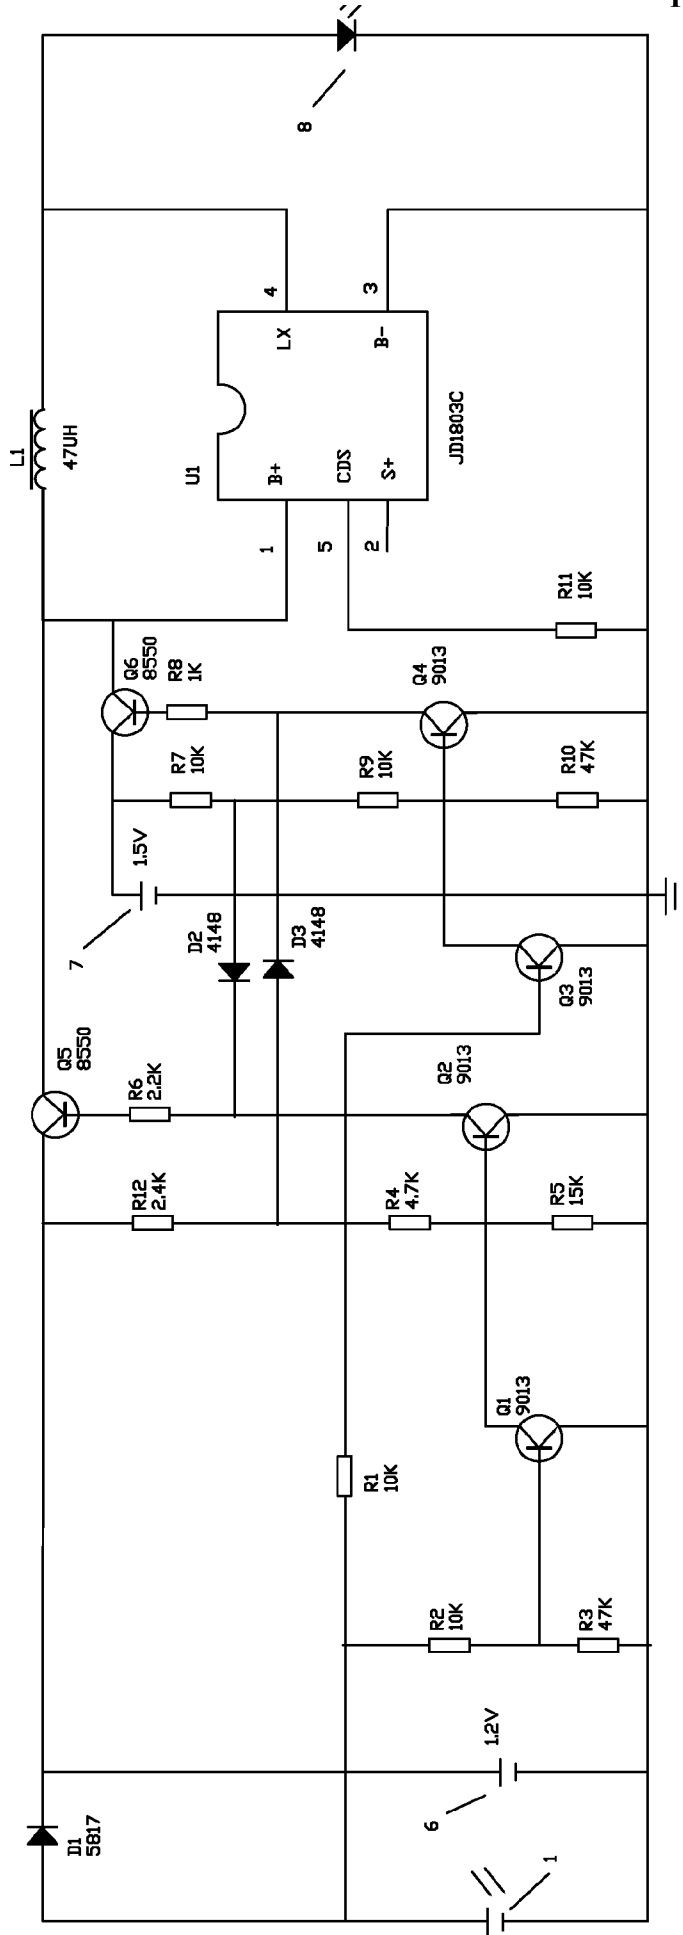 8
4
3
LX
B-
L1
47UH
U1
B+
CDS
S+
JD1803C
1
5
2
R11
10K
Q6
8550
R8
1K
Q4
9013
R7
10K
R9
10K
R10
47K
1.5V
7
D2
4148
D3
4148
Q3
9013
Q5
8550
R6
2.2K
Q2
9013
R12
2.4K
R4
4.7K
R5
15K
Q1
9013
R1
10K
R2
10K
R3
47K
1.2V
6
D1
5817
1